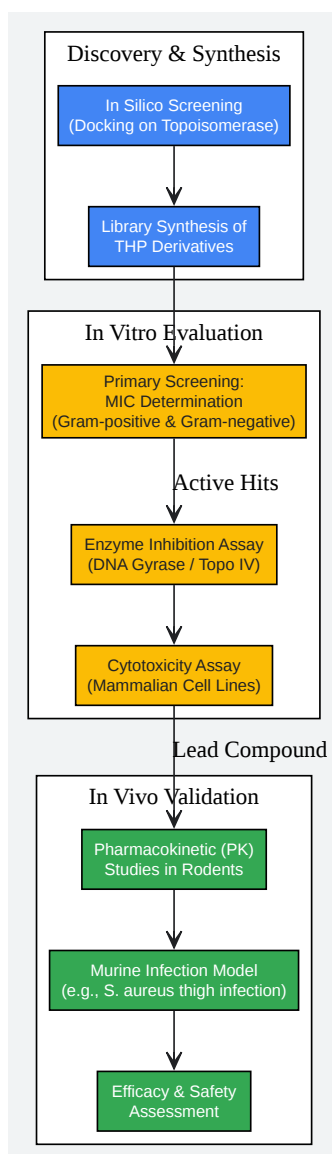 Discovery & Synthesis
In Silico Screening
(Docking on Topoisomerase)
Library Synthesis of
THP Derivatives
In Vitro Evaluation
Primary Screening:
MIC Determination
(Gram-positive & Gram-negative)
Active Hits
Enzyme Inhibition Assay
(DNA Gyrase / Topo IV)
Cytotoxicity Assay
(Mammalian Cell Lines)
Lead Compound
In Vivo Validation
Pharmacokinetic (PK)
Studies in Rodents
Murine Infection Model
(e.g., S. aureus thigh infection)
Efficacy & Safety
Assessment